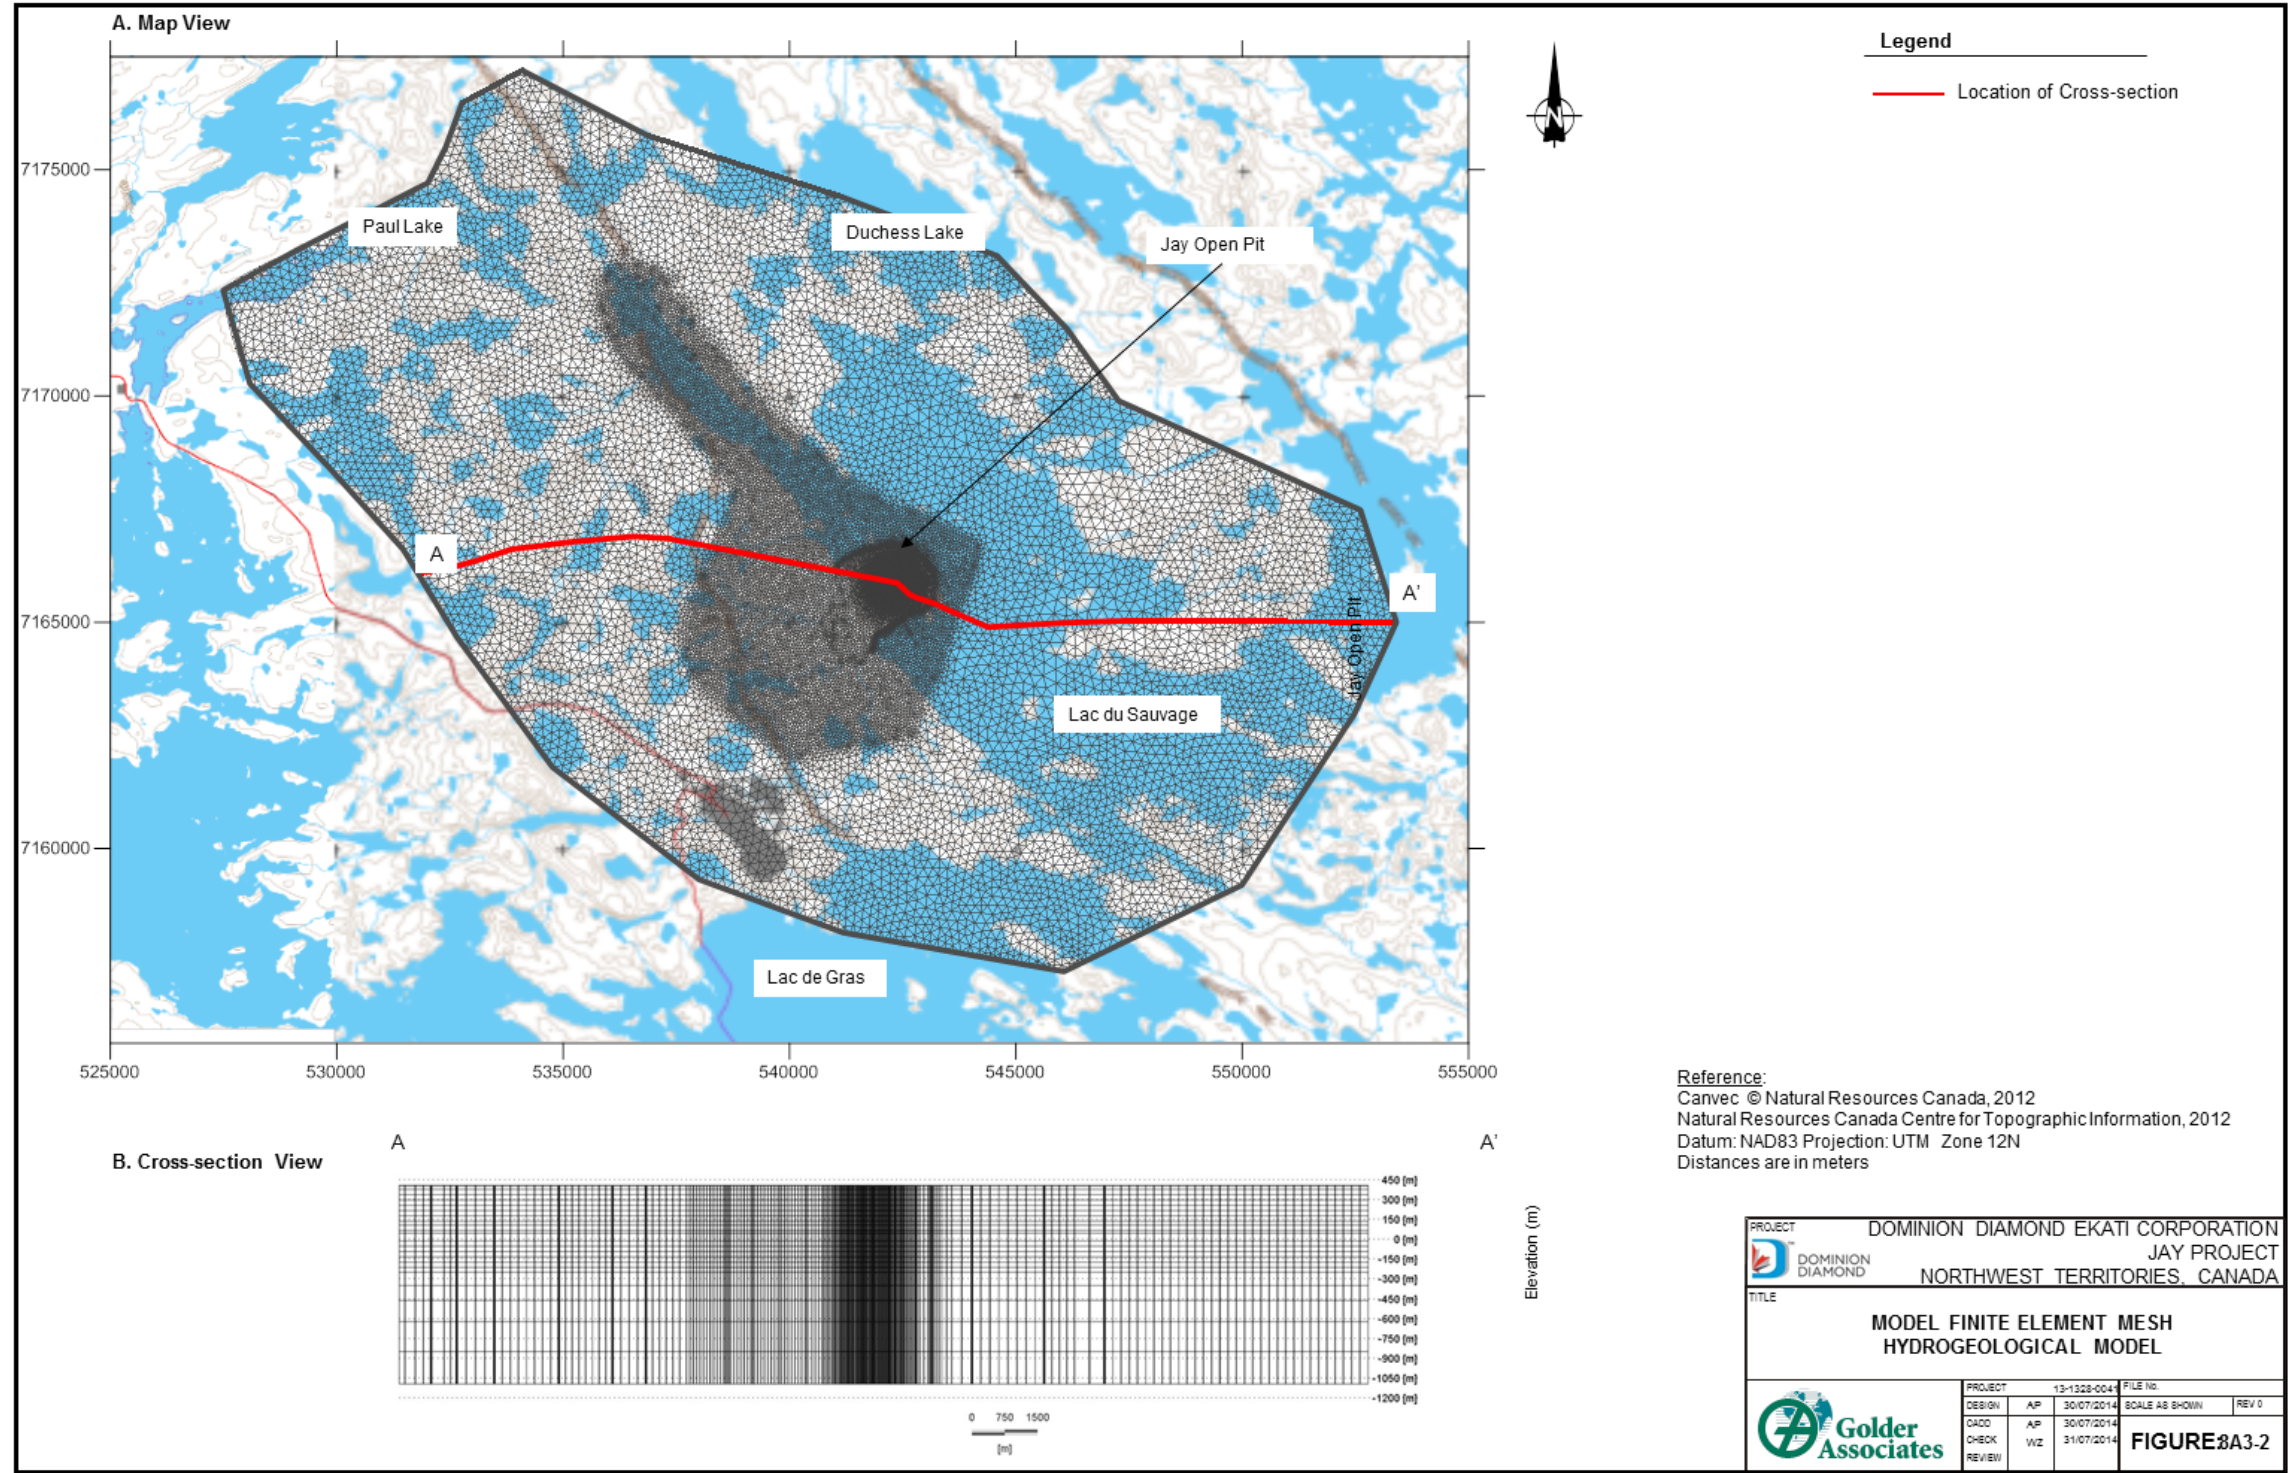 A. Map View
Legend
Location of Cross-section
N
7175000
7170000
7165000
7160000
Paul Lake
Duchess Lake
Jay Open Pit
A
A'
Jay Open Pit
Lac du Sauvage
Lac de Gras
525000
530000
535000
540000
545000
550000
555000
Reference:
Canvec © Natural Resources Canada, 2012
Natural Resources Canada Centre for Topographic Information, 2012
Datum: NAD83 Projection: UTM Zone 12N
Distances are in meters
B. Cross-section View
A
A'
450 [m]
300 [m]
150 [m]
0 [m]
-150 [m]
-300 [m]
-450 [m]
-600 [m]
-750 [m]
-900 [m]
-1050 [m]
-1200 [m]
Elevation (m)
0 750 1500
[m]
PROJECT
DOMINION DIAMOND EKATI CORPORATION
JAY PROJECT
NORTHWEST TERRITORIES, CANADA
DOMINION
DIAMOND
TITLE
MODEL FINITE ELEMENT MESH
HYDROGEOLOGICAL MODEL
Golder
Associates
PROJECT 13-1328-0041 FILE No.
DESIGN AP 30/07/2014 SCALE AS SHOWN REV 0
CADD AP 30/07/2014
CHECK WZ 31/07/2014
REVIEW
FIGURE:8A3-2